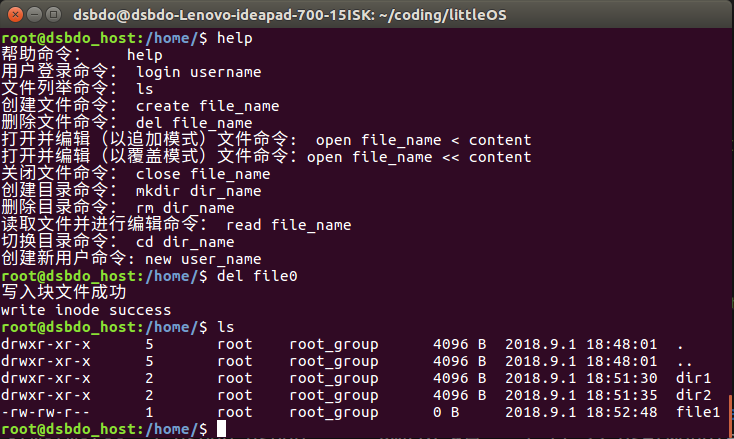 dsbdo@dsbdo-Lenovo-ideapad-700-15ISK: ~/coding/littleOS
root@dsbdo_host:/home/$ help
帮助命令： help
用户登录命令： login username
文件列举命令： ls
创建文件命令： create file_name
删除文件命令： del file_name
打开并编辑（以追加模式）文件命令： open file_name < content
打开并编辑（以覆盖模式）文件命令：open file_name << content
关闭文件命令： close file_name
创建目录命令： mkdir dir_name
删除目录命令： rm dir_name
读取文件并进行编辑命令： read file_name
切换目录命令： cd dir_name
创建新用户命令：new user_name
root@dsbdo_host:/home/$ del file0
写入块文件成功
write inode success
root@dsbdo_host:/home/$ ls
drwxr-xr-x 5 root root_group 4096 B 2018.9.1 18:48:01 .
drwxr-xr-x 5 root root_group 4096 B 2018.9.1 18:48:01 ..
drwxr-xr-x 2 root root_group 4096 B 2018.9.1 18:51:30 dir1
drwxr-xr-x 2 root root_group 4096 B 2018.9.1 18:51:35 dir2
-rw-rw-r-- 1 root root_group 0 B 2018.9.1 18:52:48 file1
root@dsbdo_host:/home/$